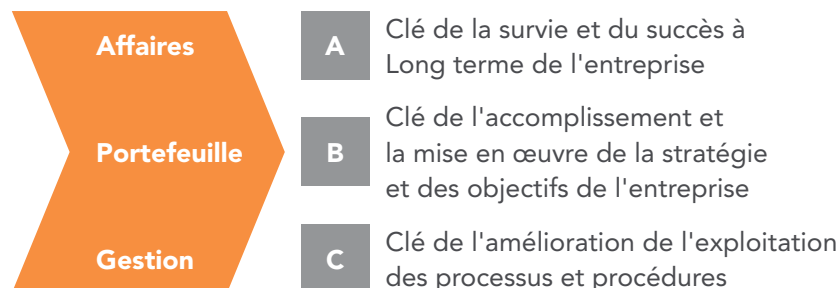 Affaires
A
Clé de la survie et du succès à
Long terme de l'entreprise
Portefeuille
B
Clé de l'accomplissement et
la mise en œuvre de la stratégie
et des objectifs de l'entreprise
Gestion
C
Clé de l'amélioration de l'exploitation
des processus et procédures